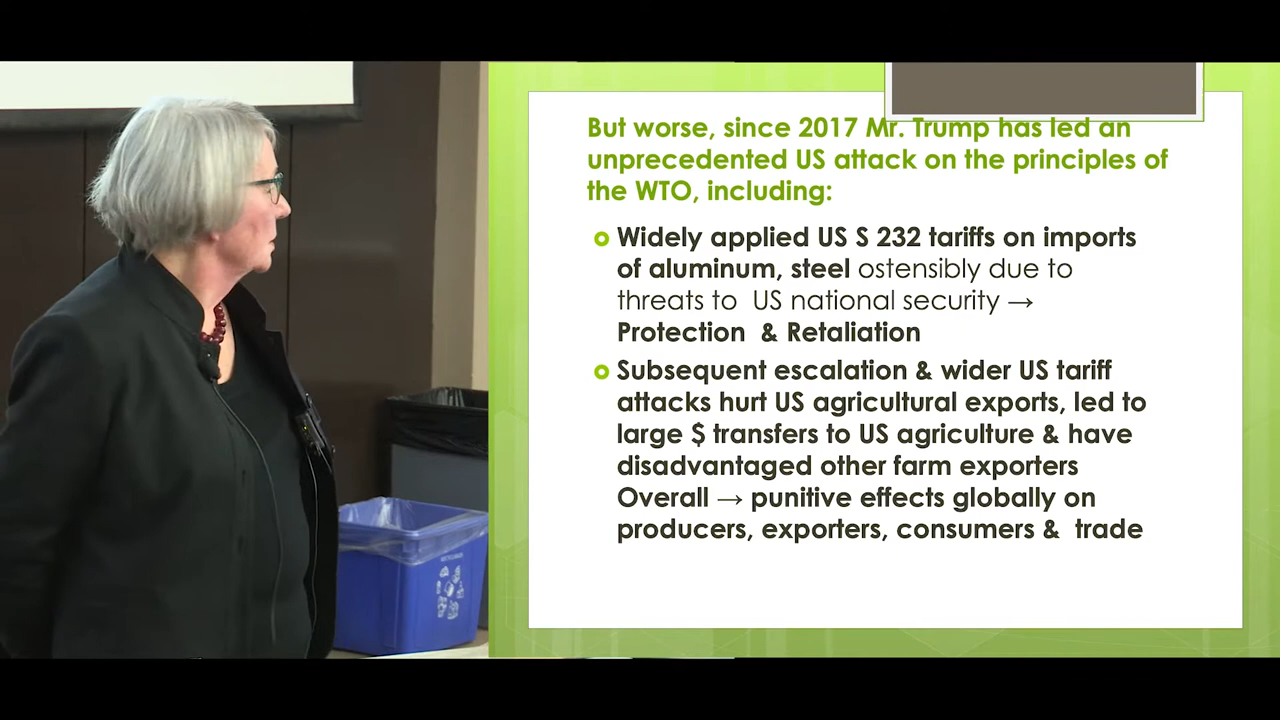 But worse, since 2017 Mr. Trump has led an
unprecedented US attack on the principles of
the WTO, including:
Widely applied US S 232 tariffs on imports
of aluminum, steel ostensibly due to
threats to US national security →
Protection & Retaliation
Subsequent escalation & wider US tariff
attacks hurt US agricultural exports, led to
large $ transfers to US agriculture & have
disadvantaged other farm exporters
Overall → punitive effects globally on
producers, exporters, consumers & trade